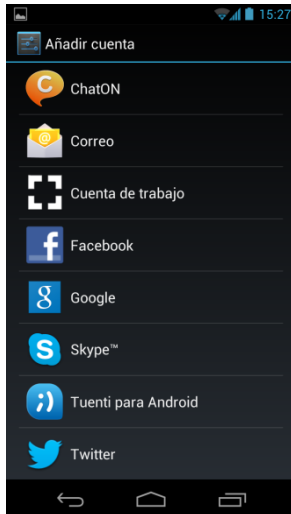 15:27
Añadir cuenta
ChatON
Correo
Cuenta de trabajo
Facebook
Google
Skype™
Tuenti para Android
Twitter